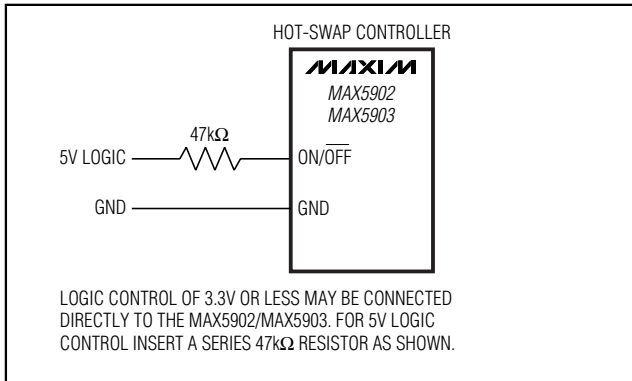 HOT-SWAP CONTROLLER
MAXIM
MAX5902
MAX5903
47kΩ
5V LOGIC
ON/O̅F̅F̅
GND
GND
LOGIC CONTROL OF 3.3V OR LESS MAY BE CONNECTED
DIRECTLY TO THE MAX5902/MAX5903. FOR 5V LOGIC
CONTROL INSERT A SERIES 47kΩ RESISTOR AS SHOWN.